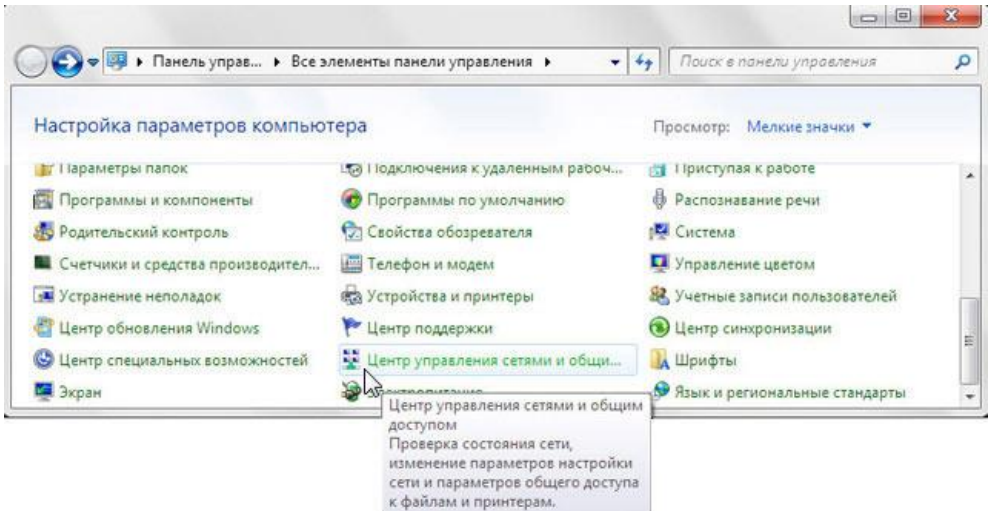 Панель управ... Все элементы панели управления Поиск в панели управления
Настройка параметров компьютера Просмотр: Мелкие значки
Параметры папок Подключения к удаленным рабоч... Приступая к работе
Программы и компоненты Программы по умолчанию Распознавание речи
Родительский контроль Свойства обозревателя Система
Счетчики и средства производител... Телефон и модем Управление цветом
Устранение неполадок Устройства и принтеры Учетные записи пользователей
Центр обновления Windows Центр поддержки Центр синхронизации
Центр специальных возможностей Центр управления сетями и общи... Шрифты
Экран Электропитание Язык и региональные стандарты
Центр управления сетями и общим
доступом
Проверка состояния сети,
изменение параметров настройки
сети и параметров общего доступа
к файлам и принтерам.